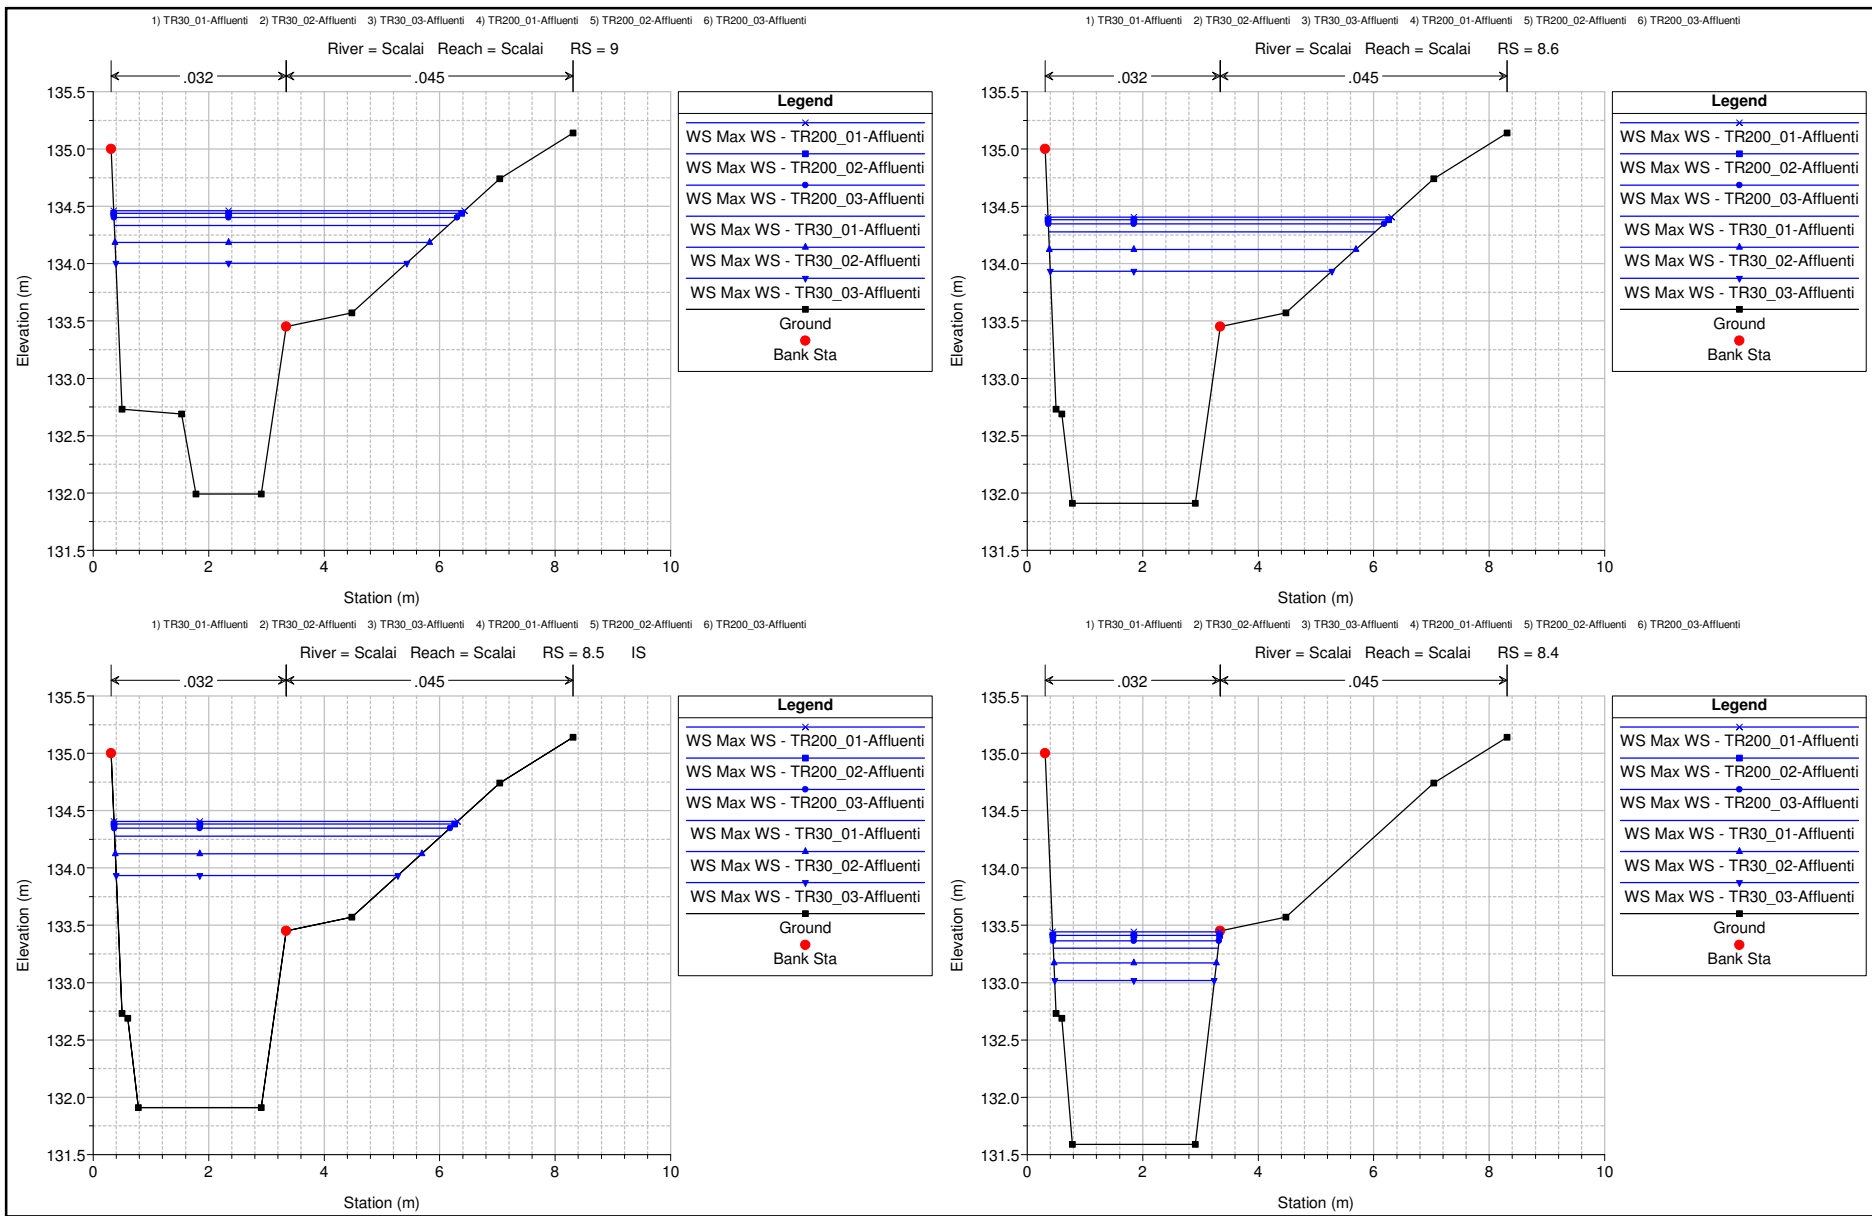 1) TR30_01-Affluenti 2) TR30_02-Affluenti 3) TR30_03-Affluenti 4) TR200_01-Affluenti 5) TR200_02-Affluenti 6) TR200_03-Affluenti
River = Scalai Reach = Scalai RS = 9
.032 .045
135.5
135.0
134.5
134.0
133.5
133.0
132.5
132.0
131.5
0 2 4 6 8 10
Station (m)
Elevation (m)
Legend
WS Max WS - TR200_01-Affluenti
WS Max WS - TR200_02-Affluenti
WS Max WS - TR200_03-Affluenti
WS Max WS - TR30_01-Affluenti
WS Max WS - TR30_02-Affluenti
WS Max WS - TR30_03-Affluenti
Ground
Bank Sta
1) TR30_01-Affluenti 2) TR30_02-Affluenti 3) TR30_03-Affluenti 4) TR200_01-Affluenti 5) TR200_02-Affluenti 6) TR200_03-Affluenti
River = Scalai Reach = Scalai RS = 8.6
.032 .045
135.5
135.0
134.5
134.0
133.5
133.0
132.5
132.0
131.5
0 2 4 6 8 10
Station (m)
Elevation (m)
Legend
WS Max WS - TR200_01-Affluenti
WS Max WS - TR200_02-Affluenti
WS Max WS - TR200_03-Affluenti
WS Max WS - TR30_01-Affluenti
WS Max WS - TR30_02-Affluenti
WS Max WS - TR30_03-Affluenti
Ground
Bank Sta
1) TR30_01-Affluenti 2) TR30_02-Affluenti 3) TR30_03-Affluenti 4) TR200_01-Affluenti 5) TR200_02-Affluenti 6) TR200_03-Affluenti
River = Scalai Reach = Scalai RS = 8.5 IS
.032 .045
135.5
135.0
134.5
134.0
133.5
133.0
132.5
132.0
131.5
0 2 4 6 8 10
Station (m)
Elevation (m)
Legend
WS Max WS - TR200_01-Affluenti
WS Max WS - TR200_02-Affluenti
WS Max WS - TR200_03-Affluenti
WS Max WS - TR30_01-Affluenti
WS Max WS - TR30_02-Affluenti
WS Max WS - TR30_03-Affluenti
Ground
Bank Sta
1) TR30_01-Affluenti 2) TR30_02-Affluenti 3) TR30_03-Affluenti 4) TR200_01-Affluenti 5) TR200_02-Affluenti 6) TR200_03-Affluenti
River = Scalai Reach = Scalai RS = 8.4
.032 .045
135.5
135.0
134.5
134.0
133.5
133.0
132.5
132.0
131.5
0 2 4 6 8 10
Station (m)
Elevation (m)
Legend
WS Max WS - TR200_01-Affluenti
WS Max WS - TR200_02-Affluenti
WS Max WS - TR200_03-Affluenti
WS Max WS - TR30_01-Affluenti
WS Max WS - TR30_02-Affluenti
WS Max WS - TR30_03-Affluenti
Ground
Bank Sta